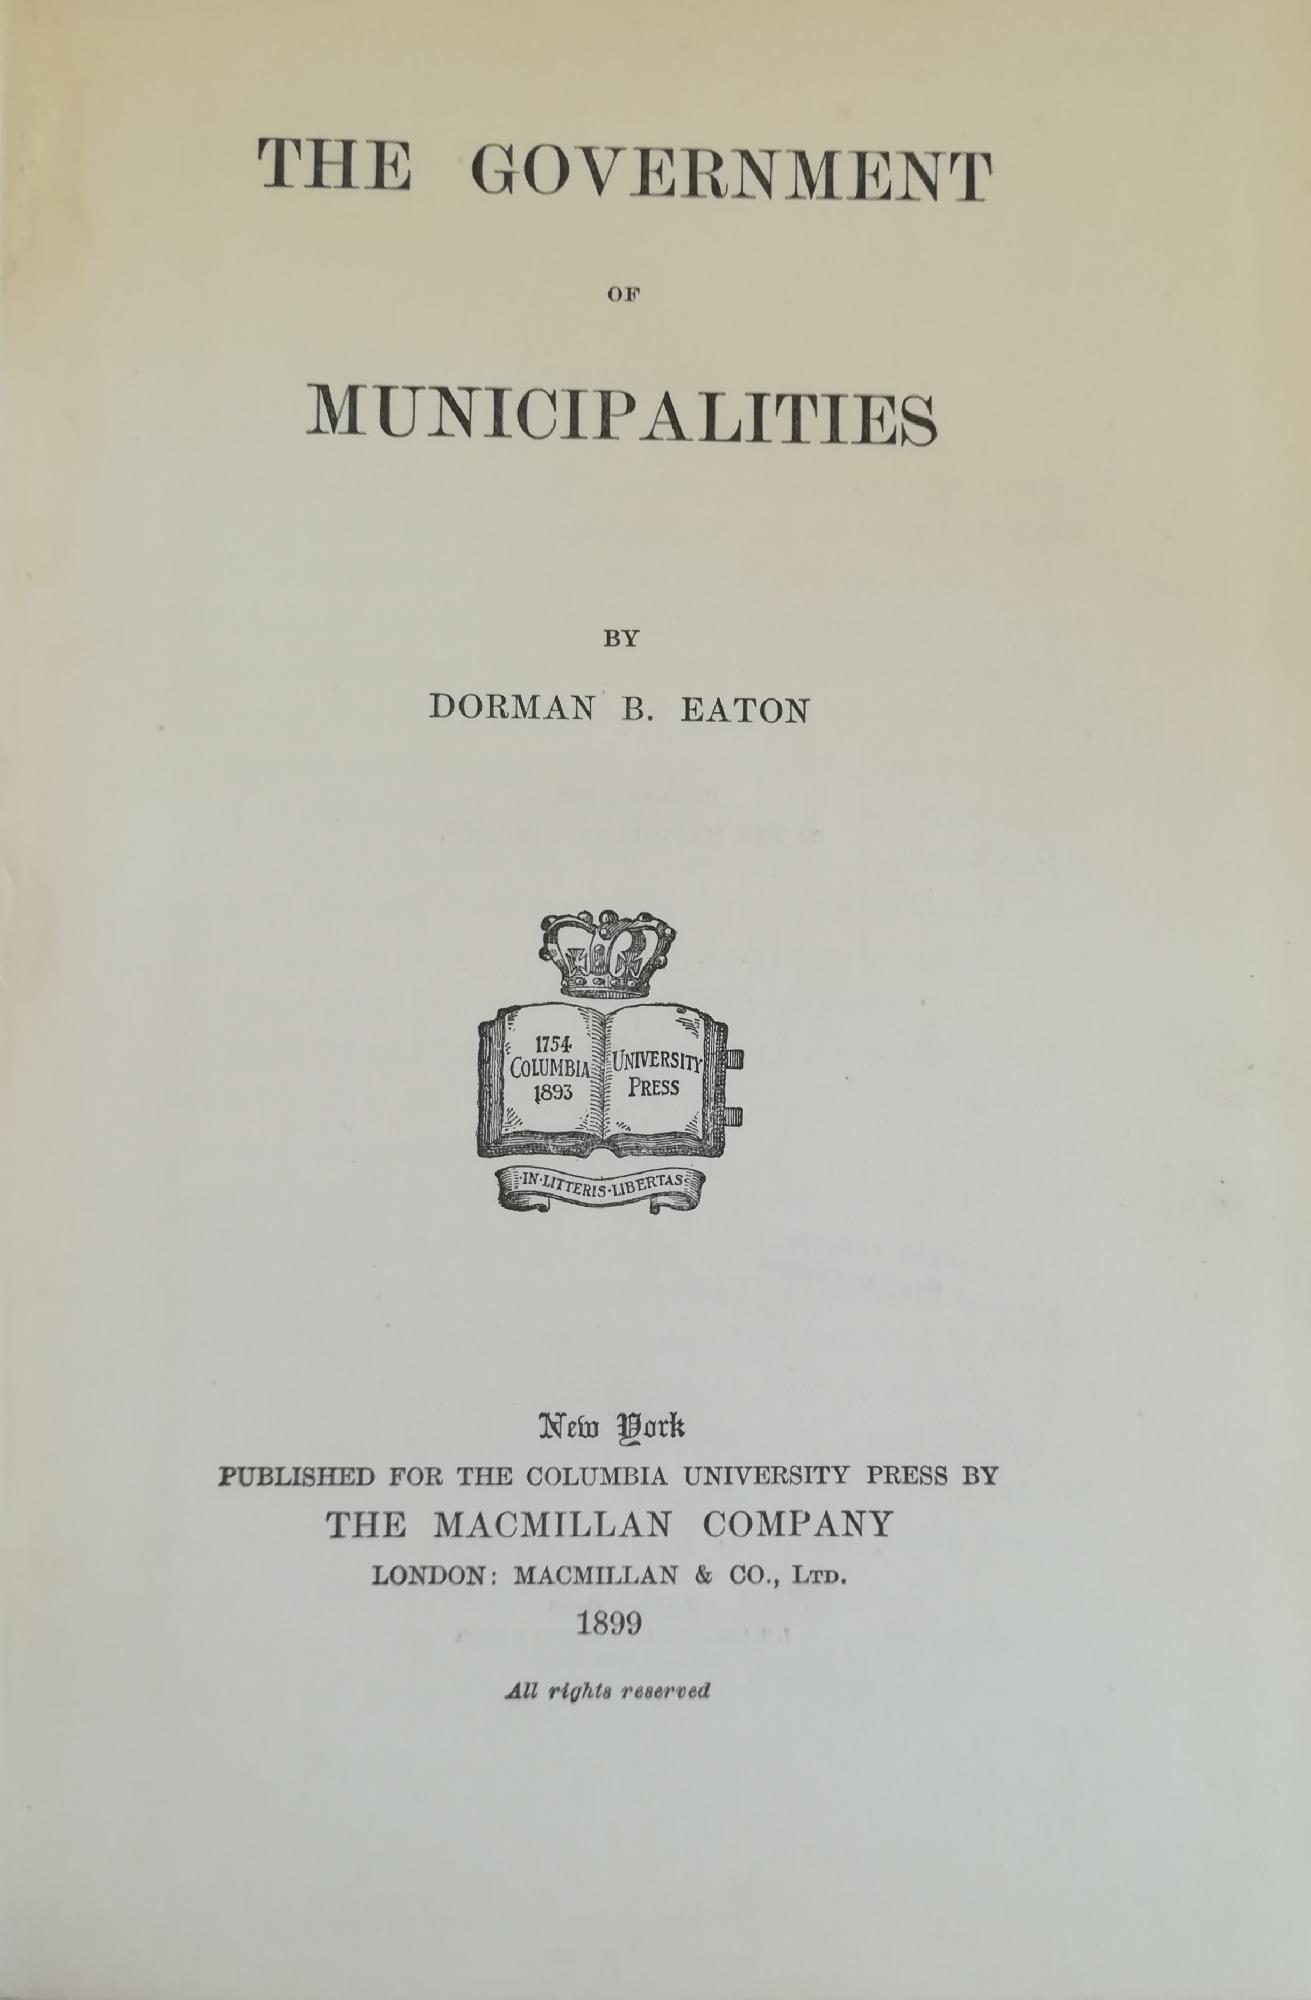 THE GOVERNMENT
OF
MUNICIPALITIES
BY
DORMAN B. EATON
1754
COLUMBIA
1893
UNIVERSITY
PRESS
·IN·LITTERIS·LIBERTAS·
New York
PUBLISHED FOR THE COLUMBIA UNIVERSITY PRESS BY
THE MACMILLAN COMPANY
LONDON: MACMILLAN & CO., LTD.
1899
All rights reserved